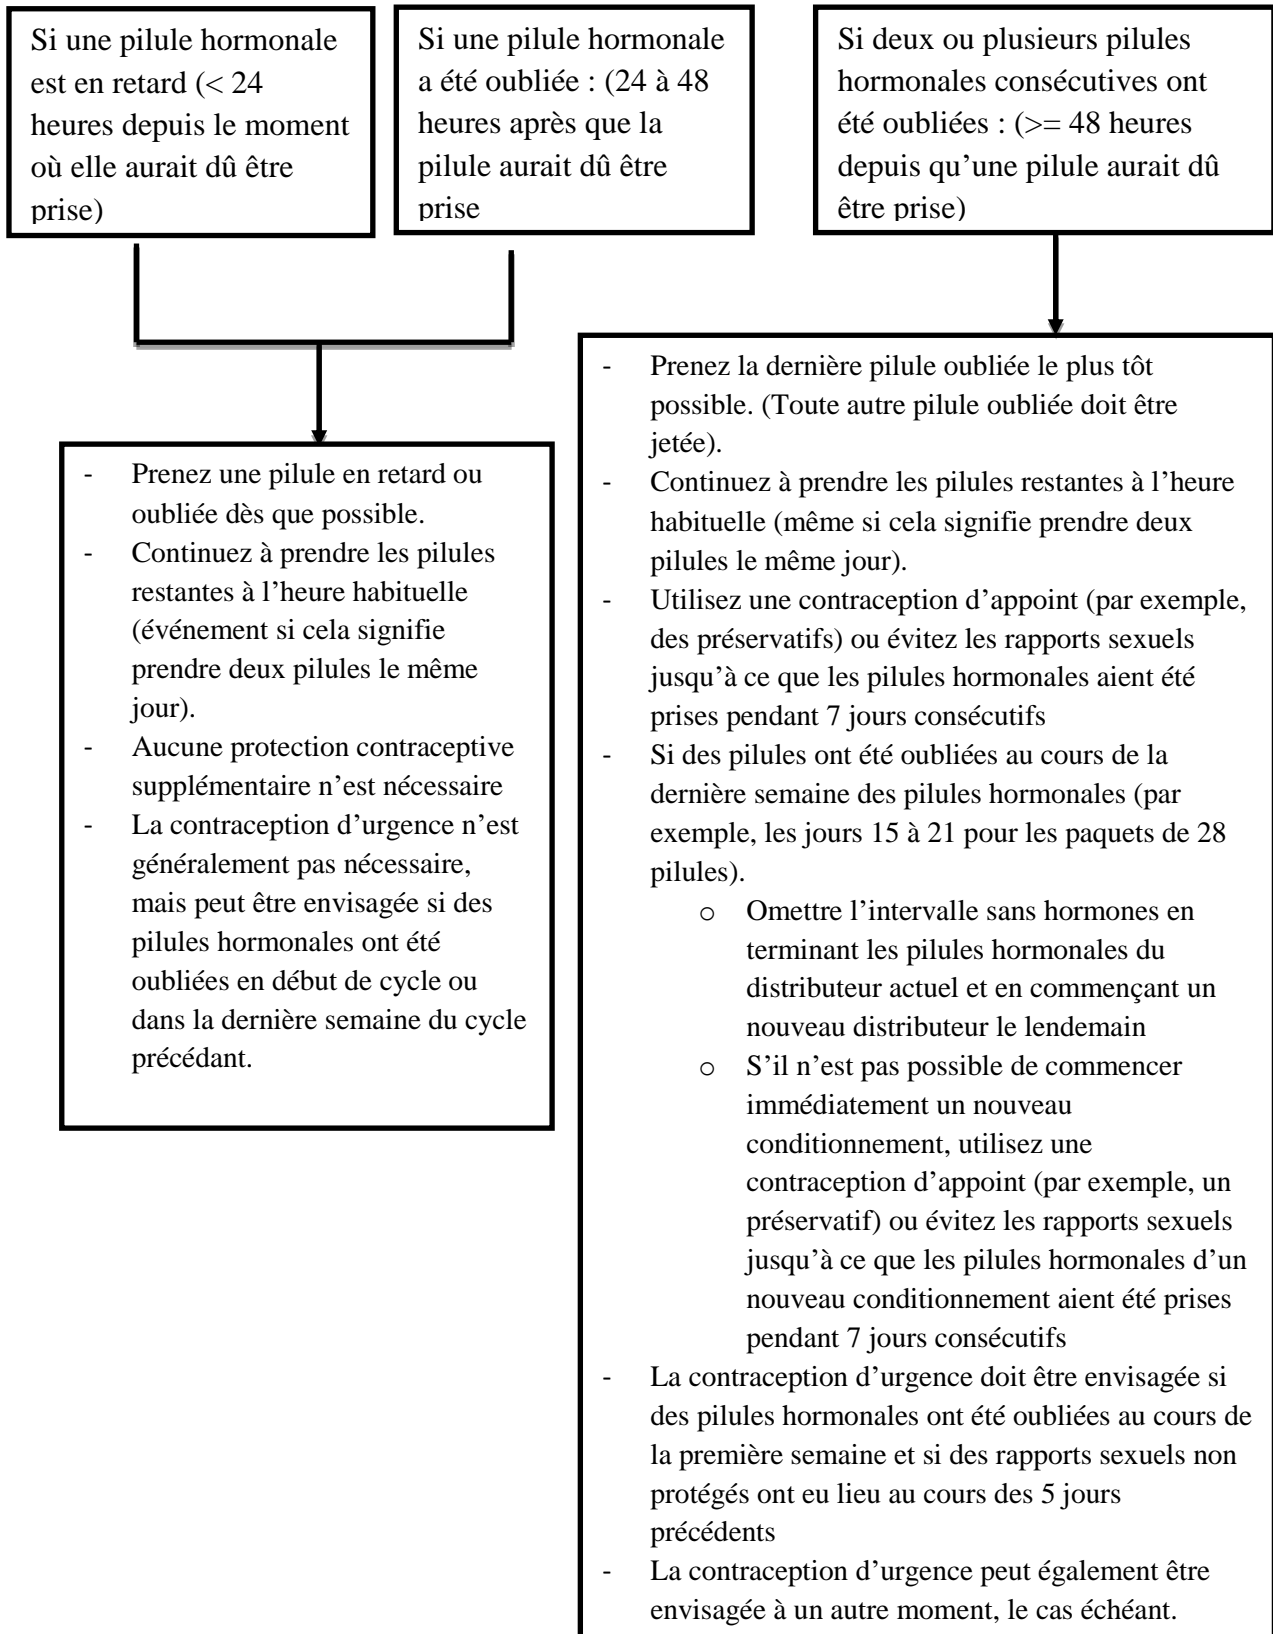 Si une pilule hormonale
est en retard (< 24
heures depuis le moment
où elle aurait dû être
prise)
Si une pilule hormonale
a été oubliée : (24 à 48
heures après que la
pilule aurait dû être
prise
Si deux ou plusieurs pilules
hormonales consécutives ont
été oubliées : (>= 48 heures
depuis qu’une pilule aurait dû
être prise)
- Prenez une pilule en retard ou
oubliée dès que possible.
- Continuez à prendre les pilules
restantes à l’heure habituelle
(événement si cela signifie
prendre deux pilules le même
jour).
- Aucune protection contraceptive
supplémentaire n’est nécessaire
- La contraception d’urgence n’est
généralement pas nécessaire,
mais peut être envisagée si des
pilules hormonales ont été
oubliées en début de cycle ou
dans la dernière semaine du cycle
précédant.
- Prenez la dernière pilule oubliée le plus tôt
possible. (Toute autre pilule oubliée doit être
jetée).
- Continuez à prendre les pilules restantes à l’heure
habituelle (même si cela signifie prendre deux
pilules le même jour).
- Utilisez une contraception d’appoint (par exemple,
des préservatifs) ou évitez les rapports sexuels
jusqu’à ce que les pilules hormonales aient été
prises pendant 7 jours consécutifs
- Si des pilules ont été oubliées au cours de la
dernière semaine des pilules hormonales (par
exemple, les jours 15 à 21 pour les paquets de 28
pilules).
o Omettre l’intervalle sans hormones en
terminant les pilules hormonales du
distributeur actuel et en commençant un
nouveau distributeur le lendemain
o S’il n’est pas possible de commencer
immédiatement un nouveau
conditionnement, utilisez une
contraception d’appoint (par exemple, un
préservatif) ou évitez les rapports sexuels
jusqu’à ce que les pilules hormonales d’un
nouveau conditionnement aient été prises
pendant 7 jours consécutifs
- La contraception d’urgence doit être envisagée si
des pilules hormonales ont été oubliées au cours de
la première semaine et si des rapports sexuels non
protégés ont eu lieu au cours des 5 jours
précédents
- La contraception d’urgence peut également être
envisagée à un autre moment, le cas échéant.